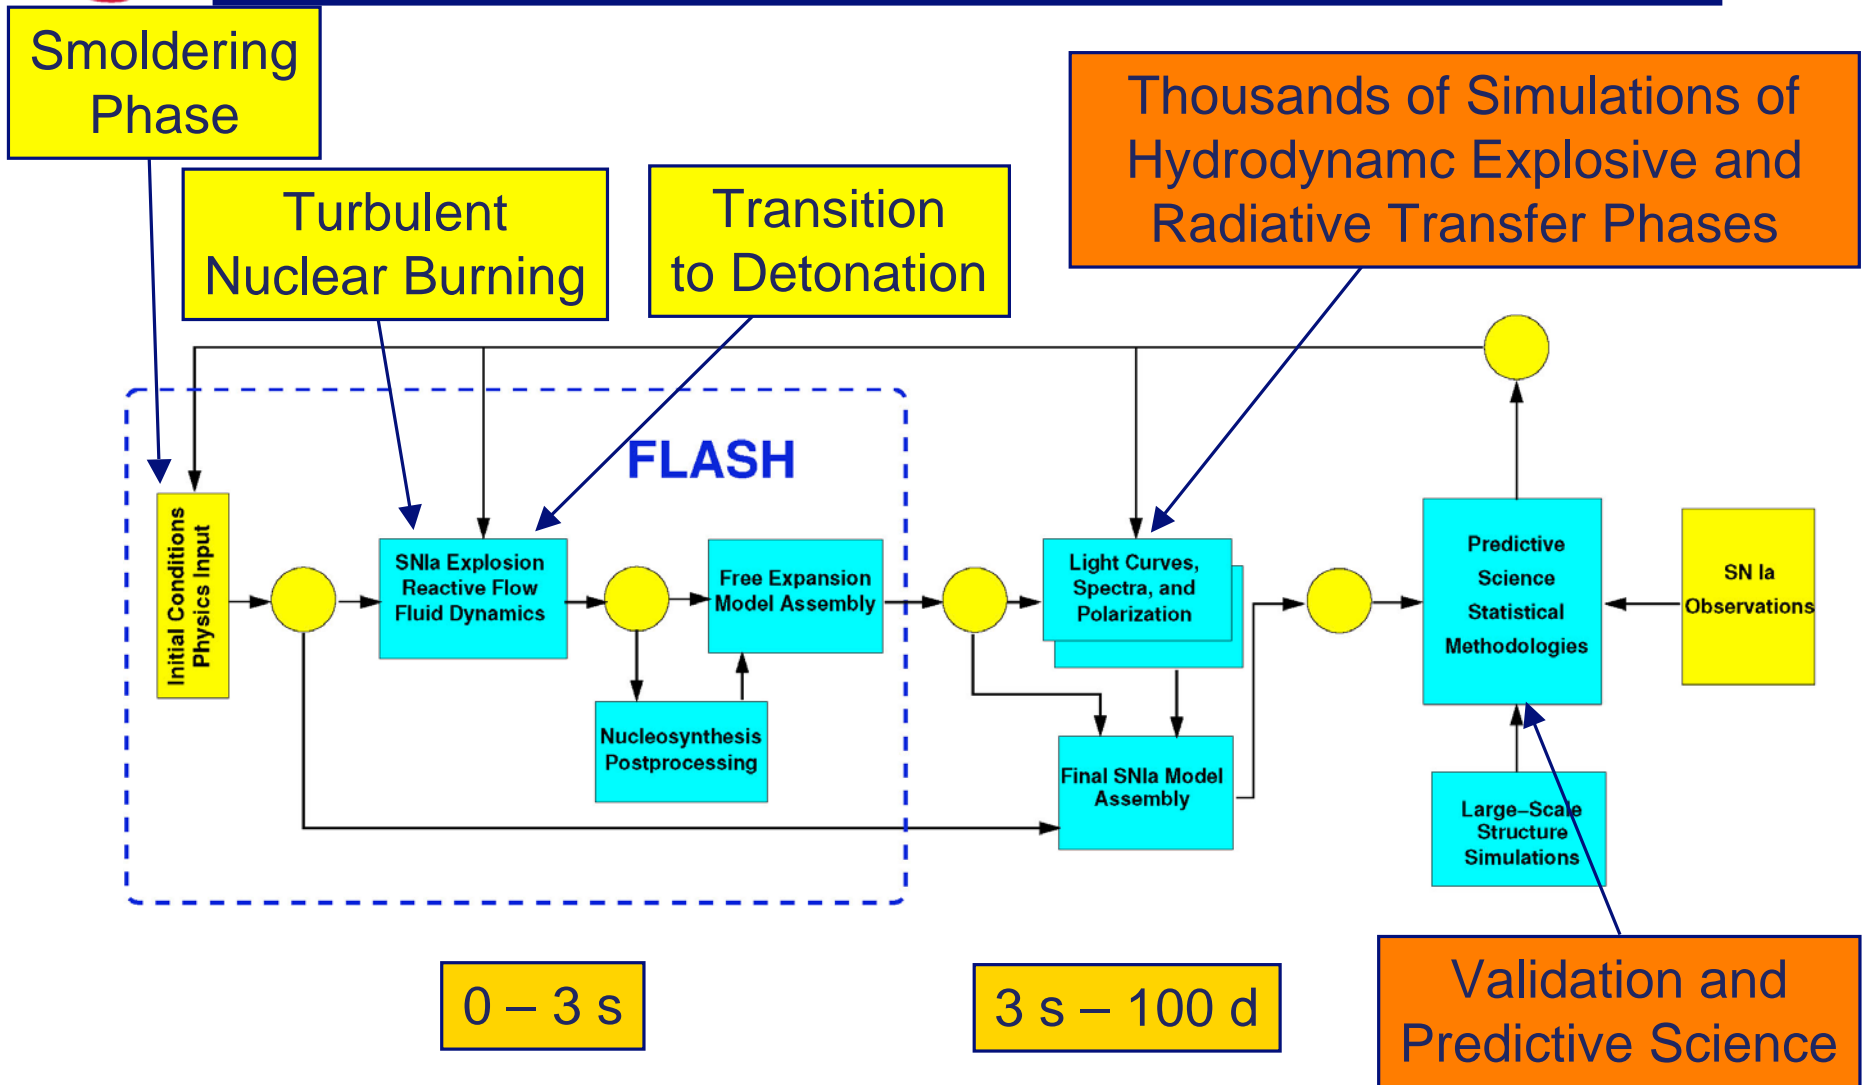 Smoldering
Phase
Turbulent
Nuclear Burning
Transition
to Detonation
Thousands of Simulations of
Hydrodynamc Explosive and
Radiative Transfer Phases
FLASH
Initial Conditions
Physics Input
SNIa Explosion
Reactive Flow
Fluid Dynamics
Free Expansion
Model Assembly
Nucleosynthesis
Postprocessing
Light Curves,
Spectra, and
Polarization
Final SNIa Model
Assembly
Predictive
Science
Statistical
Methodologies
SN Ia
Observations
Large–Scale
Structure
Simulations
0 – 3 s
3 s – 100 d
Validation and
Predictive Science